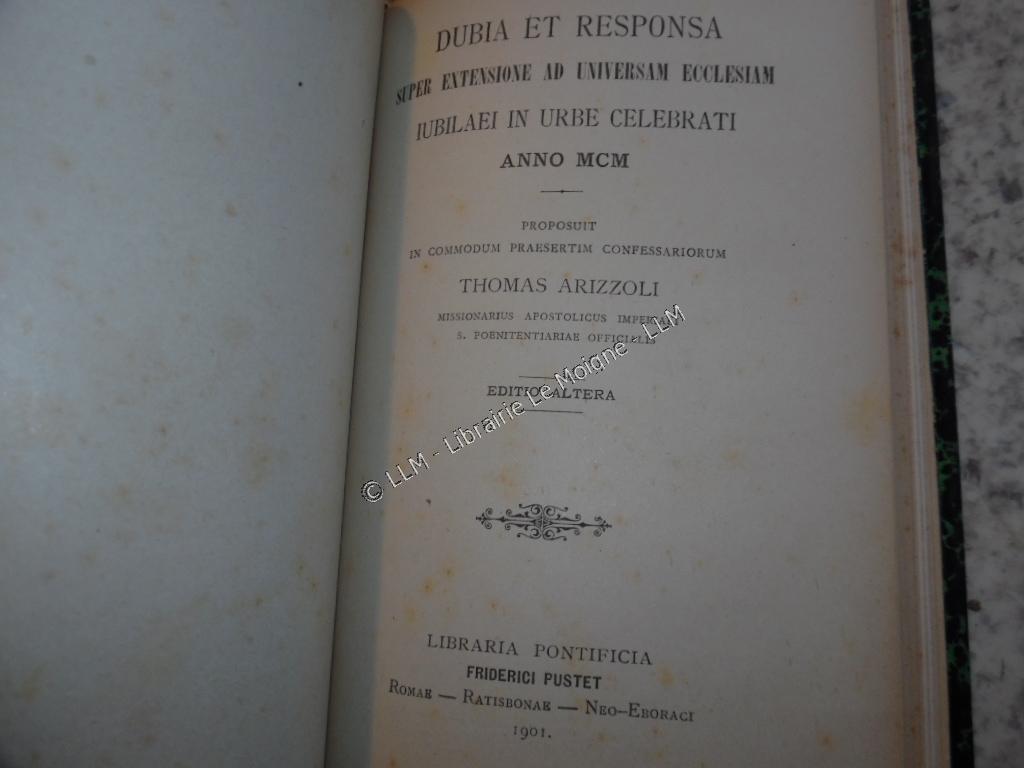 DUBIA ET RESPONSA
SUPER EXTENSIONE AD UNIVERSAM ECCLESIAM
IUBILAEI IN URBE CELEBRATI
ANNO MCM
PROPOSUIT
IN COMMODUM PRAESERTIM CONFESSARIORUM
THOMAS ARIZZOLI
MISSIONARIUS APOSTOLICUS
S. POENITENTIARIAE OFFICIALIS
EDITIO ALTERA
© LLM - Librairie Le Moigne - LLM
LIBRARIA PONTIFICIA
FRIDERICI PUSTET
ROMAE — RATISBONAE — NEO-EBORACI
1901.